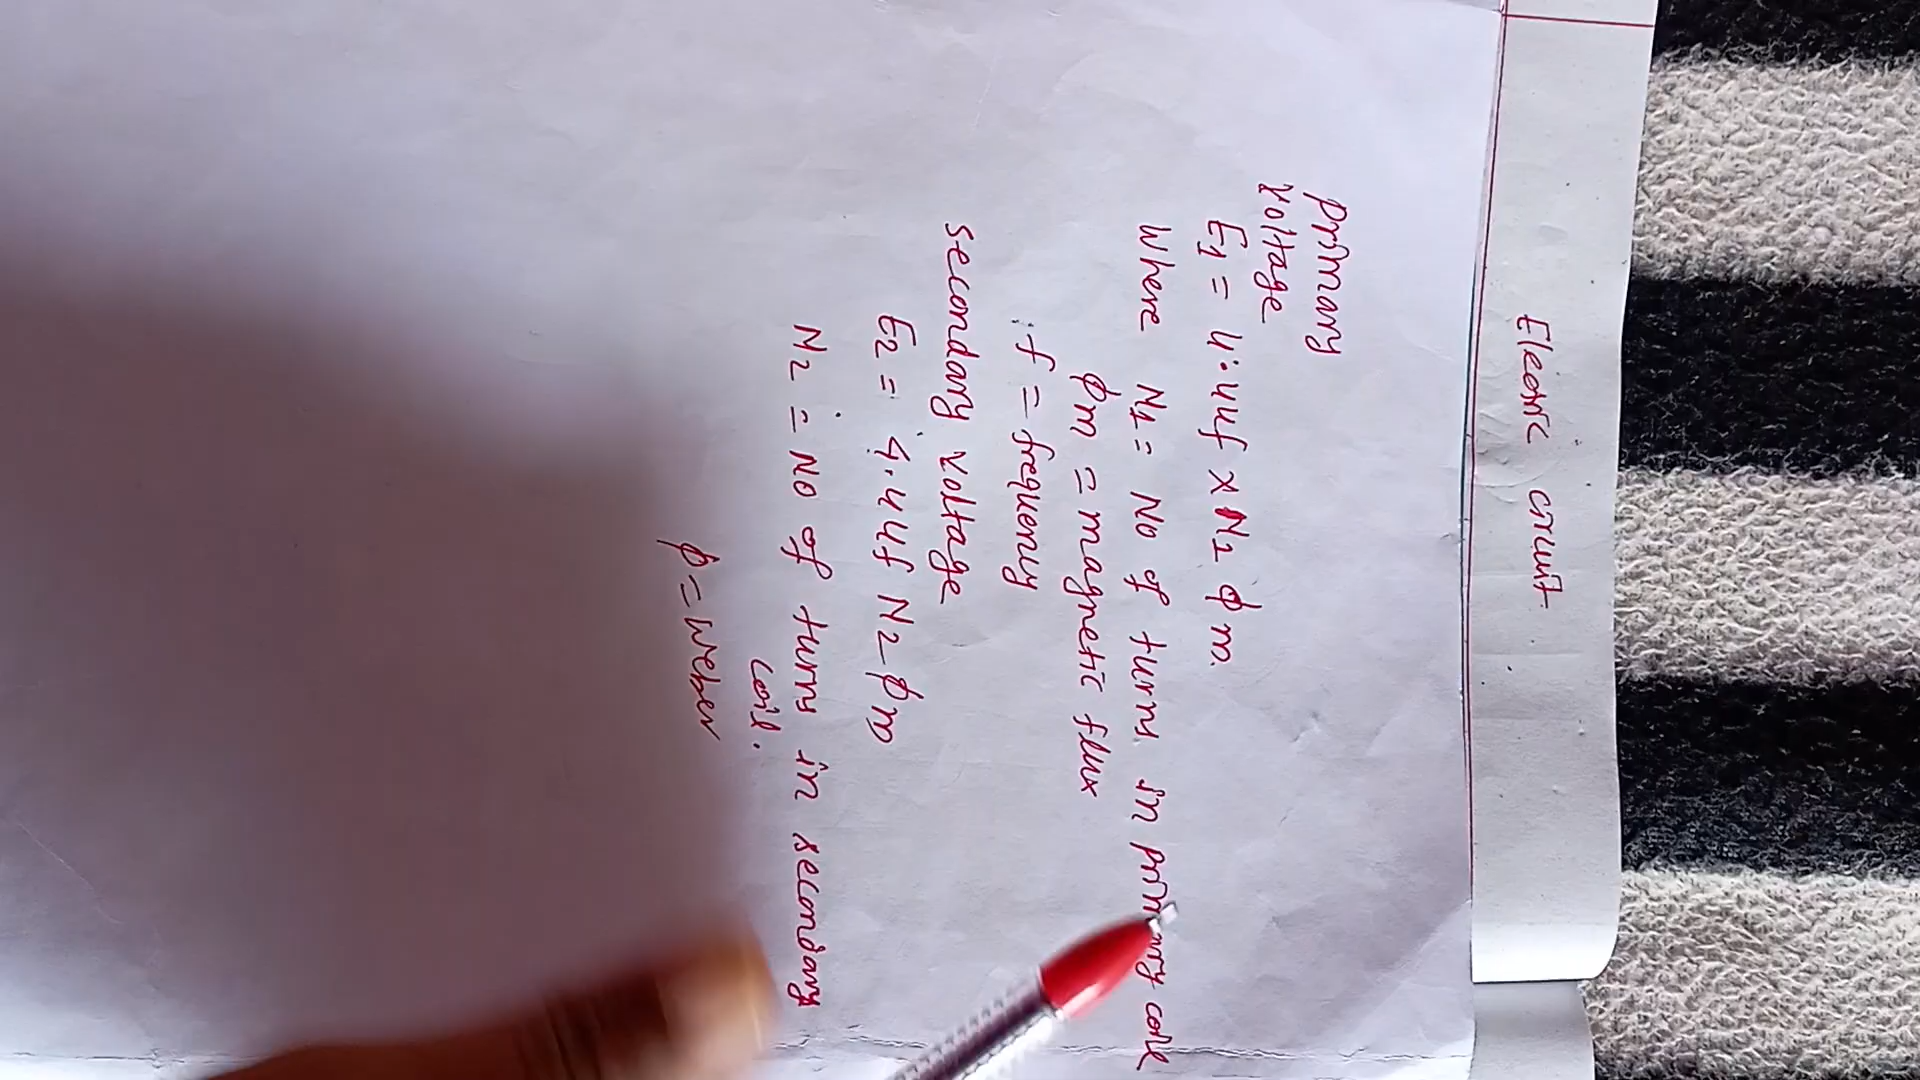 Electric circuit.
primary
voltage
E1 = 4.44f x N1 φm.
Where N1 = No of turns in primary coil
φm = magnetic flux
f = frequency
secondary voltage
E2 = 4.44f N2 φm
N2 = No of turns in secondary
coil.
φ = weber